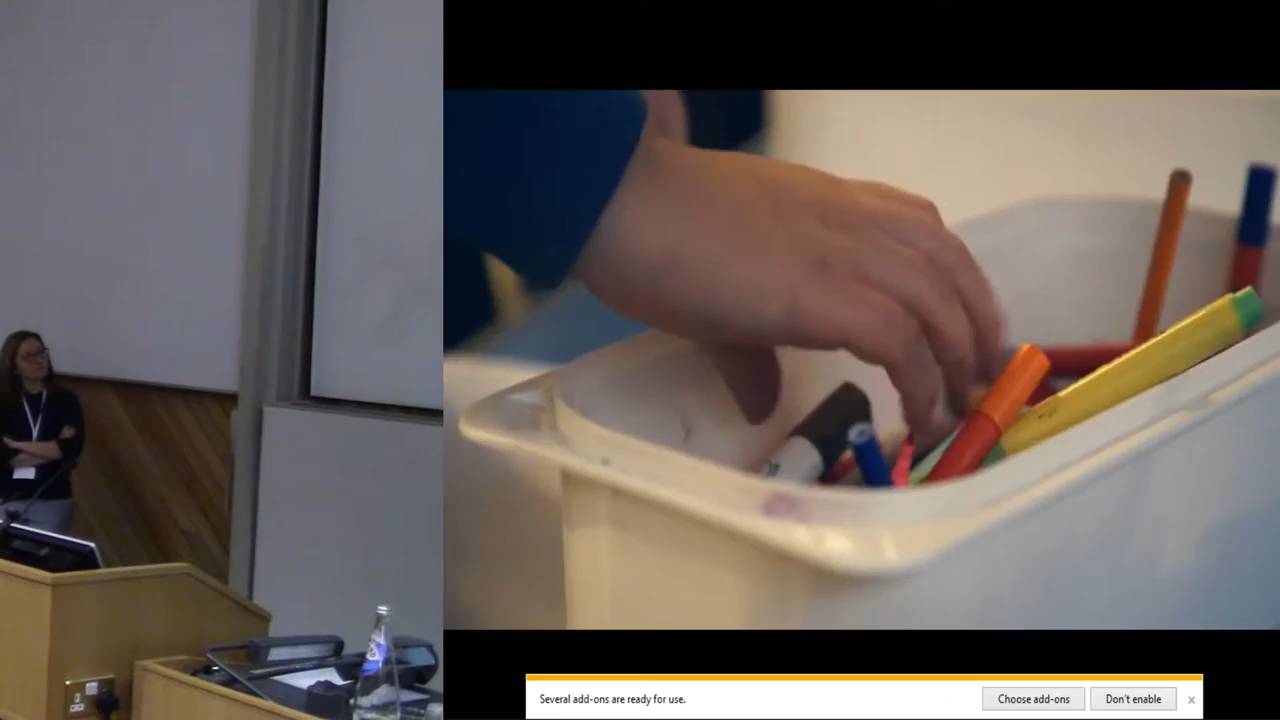 Several add-ons are ready for use.
Choose add-ons
Don't enable
x